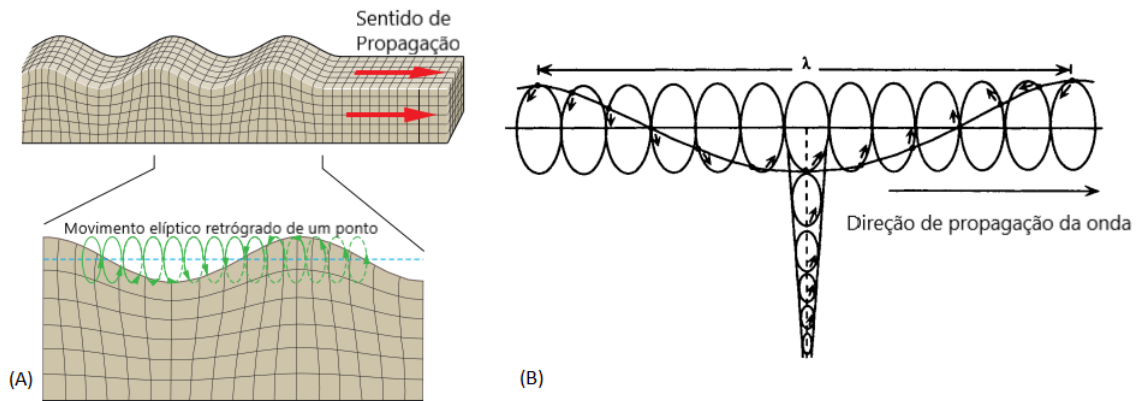 Sentido de
Propagação
Movimento elíptico retrógrado de um ponto
(A)
λ
Direção de propagação da onda
(B)